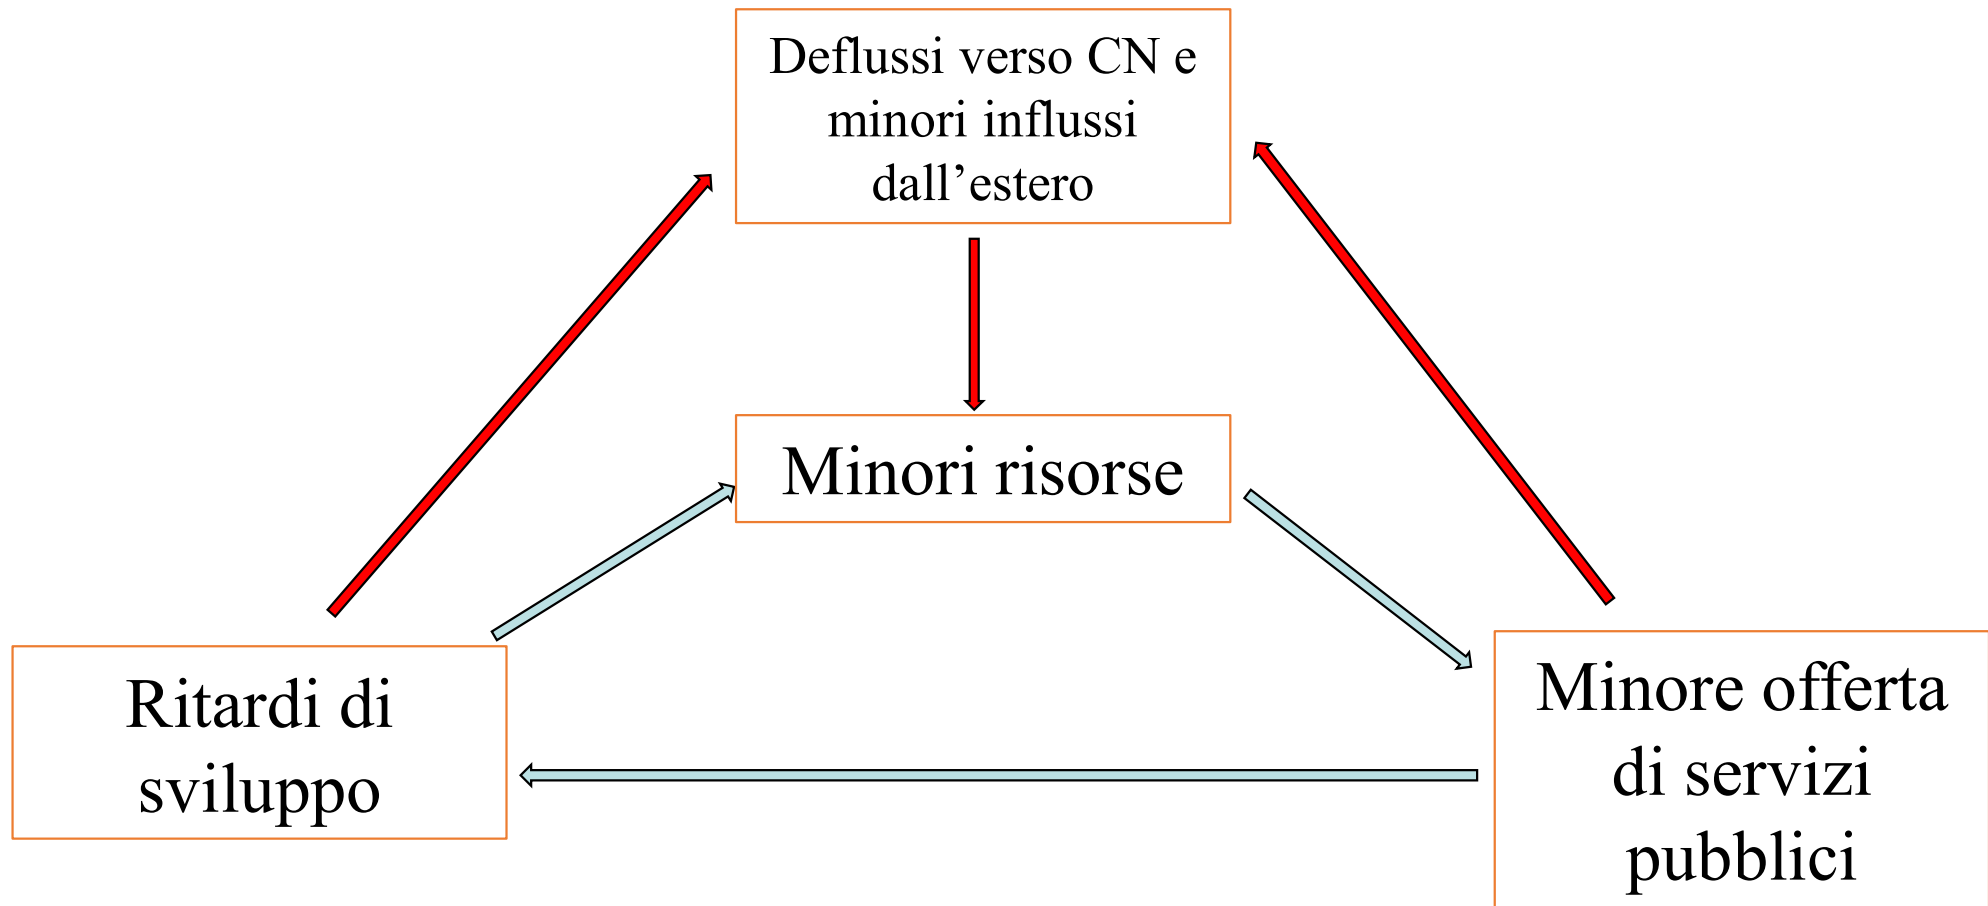 Deflussi verso CN e
minori influssi
dall’estero
Minori risorse
Ritardi di
sviluppo
Minore offerta
di servizi
pubblici